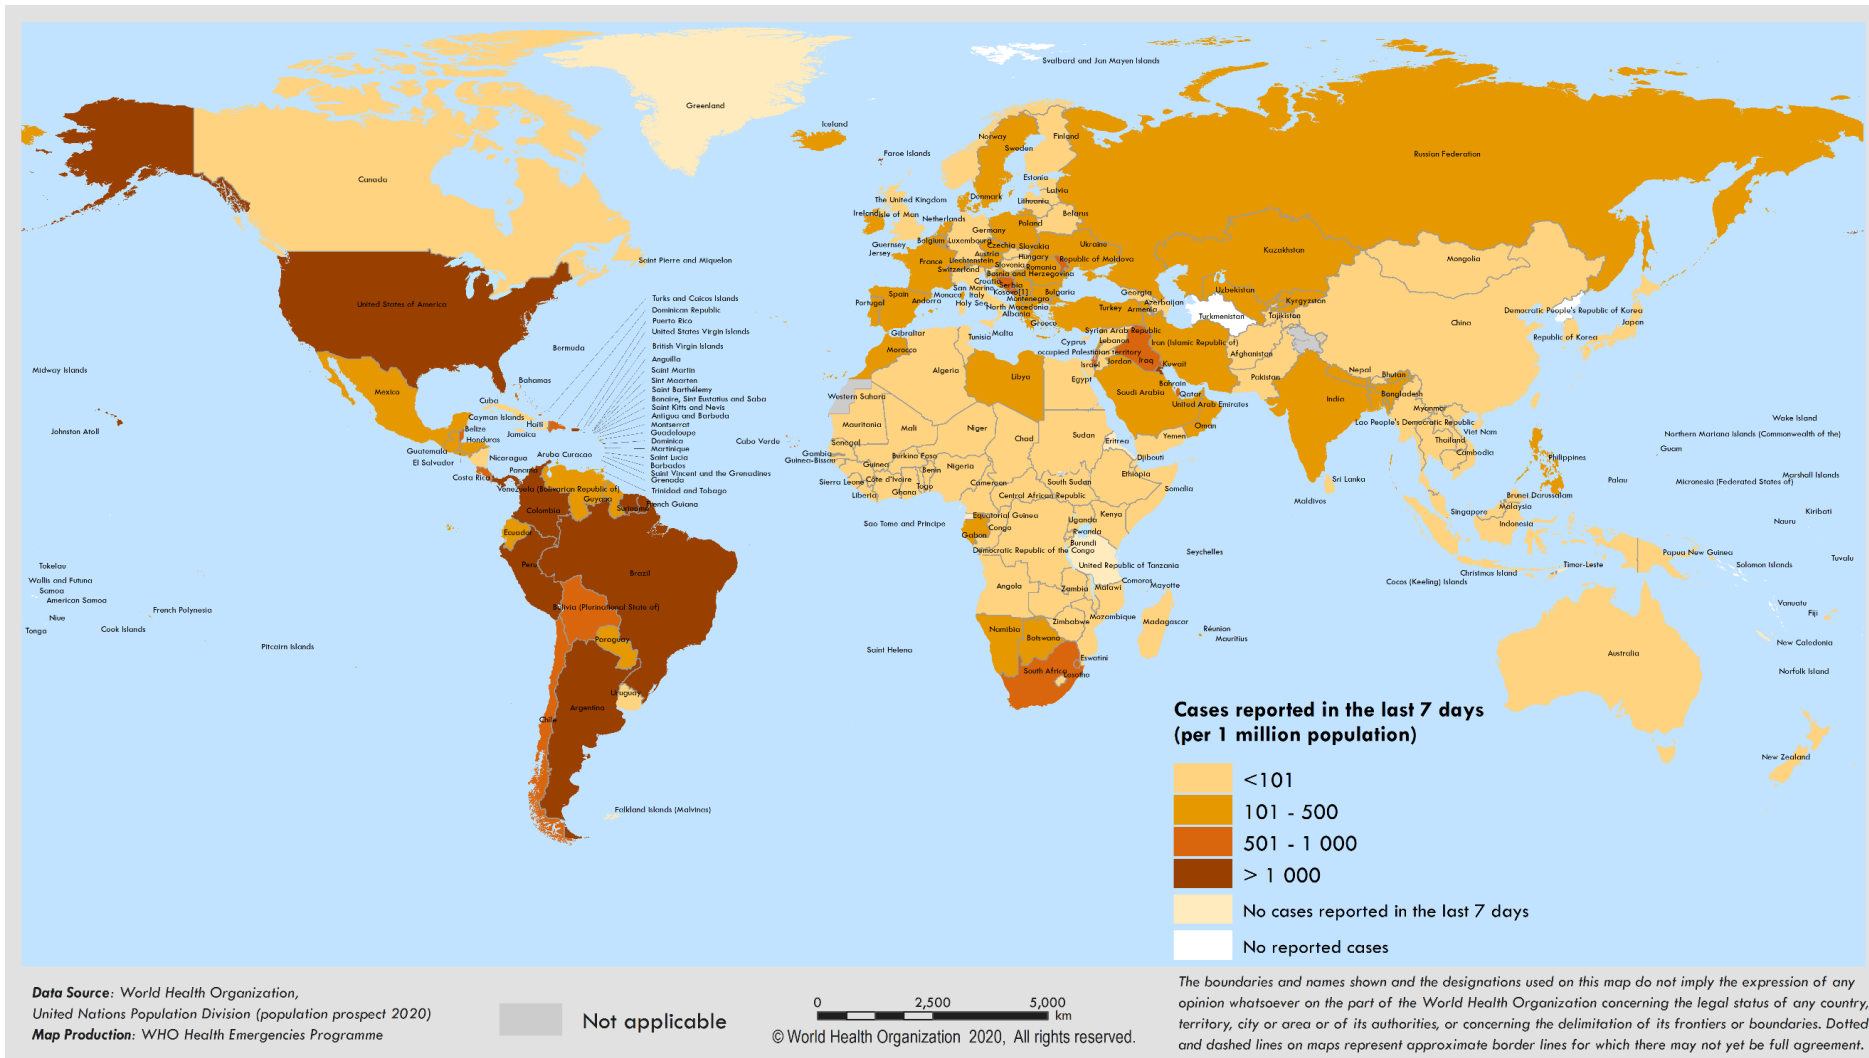 Svalbard and Jan Mayen Islands
Greenland
Iceland
Norway
Finland
Sweden
Faroe Islands
Russian Federation
Canada
Estonia
Latvia
Denmark
Lithuania
The United Kingdom
Ireland
Isle of Man
Netherlands
Belarus
Poland
Germany
Belgium
Luxembourg
Guernsey
Jersey
Czechia
Slovakia
Ukraine
Austria
Hungary
France
Liechtenstein
Switzerland
Slovenia
Romania
Republic of Moldova
Bosnia and Herzegovina
Croatia
Serbia
San Marino
Monaco
Italy
Kosovo[1]
Bulgaria
Holy See
Montenegro
North Macedonia
Albania
Greece
Spain
Andorra
Portugal
Georgia
Azerbaijan
Turkey
Armenia
Kazakhstan
Mongolia
Uzbekistan
Kyrgyzstan
Turkmenistan
Tajikistan
China
Democratic People's Republic of Korea
Japan
Republic of Korea
Saint Pierre and Miquelon
United States of America
Turks and Caicos Islands
Dominican Republic
Puerto Rico
United States Virgin Islands
British Virgin Islands
Anguilla
Saint Martin
Sint Maarten
Saint Barthélemy
Bonaire, Sint Eustatius and Saba
Saint Kitts and Nevis
Antigua and Barbuda
Montserrat
Guadeloupe
Dominica
Martinique
Saint Lucia
Barbados
Saint Vincent and the Grenadines
Grenada
Trinidad and Tobago
Bermuda
Bahamas
Cuba
Cayman Islands
Haiti
Jamaica
Mexico
Belize
Honduras
Guatemala
El Salvador
Nicaragua
Costa Rica
Panama
Aruba
Curacao
Venezuela (Bolivarian Republic of)
Guyana
Suriname
French Guiana
Colombia
Ecuador
Peru
Brazil
Bolivia (Plurinational State of)
Paraguay
Uruguay
Argentina
Chile
Falkland Islands (Malvinas)
Midway Islands
Johnston Atoll
Tokelau
Wallis and Futuna
Samoa
American Samoa
Niue
Tonga
Cook Islands
French Polynesia
Pitcairn Islands
Gibraltar
Malta
Tunisia
Morocco
Algeria
Libya
Egypt
Western Sahara
Cabo Verde
Mauritania
Mali
Niger
Chad
Sudan
Eritrea
Senegal
Gambia
Guinea-Bissau
Guinea
Burkina Faso
Benin
Nigeria
Sierra Leone
Côte d'Ivoire
Togo
Ghana
Liberia
Cameroon
Central African Republic
South Sudan
Ethiopia
Djibouti
Somalia
Equatorial Guinea
Sao Tome and Principe
Gabon
Congo
Democratic Republic of the Congo
Uganda
Kenya
Rwanda
Burundi
United Republic of Tanzania
Seychelles
Comoros
Mayotte
Angola
Zambia
Malawi
Mozambique
Zimbabwe
Madagascar
Namibia
Botswana
Réunion
Mauritius
Saint Helena
Eswatini
South Africa
Lesotho
Cyprus
Syrian Arab Republic
Lebanon
occupied Palestinian territory
Israel
Jordan
Iraq
Iran (Islamic Republic of)
Kuwait
Bahrain
Qatar
Saudi Arabia
United Arab Emirates
Oman
Yemen
Afghanistan
Pakistan
Nepal
Bhutan
India
Bangladesh
Myanmar
Lao People's Democratic Republic
Viet Nam
Thailand
Cambodia
Philippines
Sri Lanka
Maldives
Brunei Darussalam
Malaysia
Singapore
Indonesia
Palau
Wake Island
Northern Mariana Islands (Commonwealth of the)
Guam
Marshall Islands
Micronesia (Federated States of)
Kiribati
Nauru
Papua New Guinea
Tuvalu
Solomon Islands
Timor-Leste
Christmas Island
Cocos (Keeling) Islands
Vanuatu
Fiji
New Caledonia
Australia
Norfolk Island
New Zealand
Cases reported in the last 7 days
(per 1 million population)
<101
101 - 500
501 - 1 000
> 1 000
No cases reported in the last 7 days
No reported cases
Data Source: World Health Organization,
United Nations Population Division (population prospect 2020)
Map Production: WHO Health Emergencies Programme
Not applicable
0 2,500 5,000
km
© World Health Organization 2020, All rights reserved.
The boundaries and names shown and the designations used on this map do not imply the expression of any
opinion whatsoever on the part of the World Health Organization concerning the legal status of any country,
territory, city or area or of its authorities, or concerning the delimitation of its frontiers or boundaries. Dotted
and dashed lines on maps represent approximate border lines for which there may not yet be full agreement.